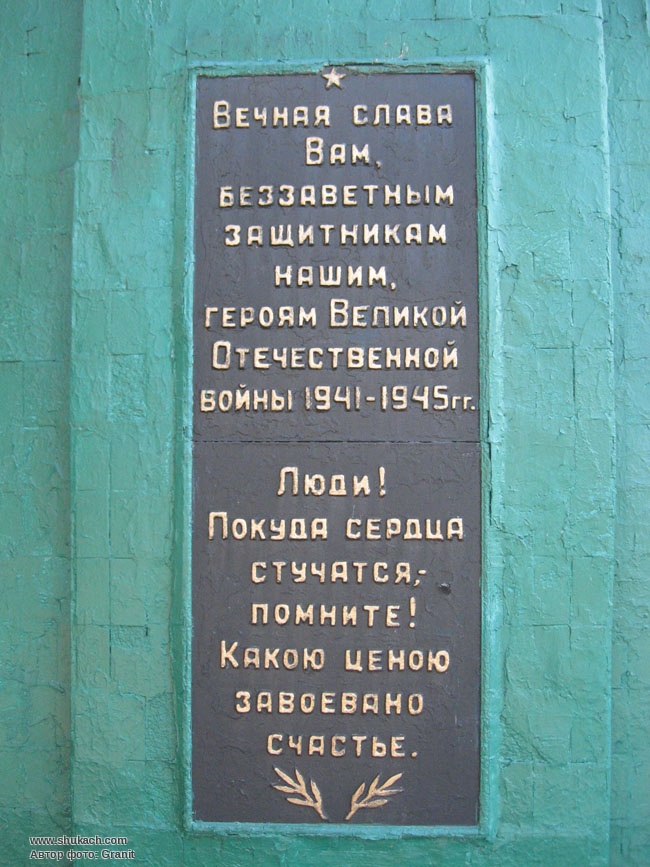 Вечная слава
Вам,
беззаветным
защитникам
нашим,
героям Великой
Отечественной
войны 1941-1945гг.
Люди!
Покуда сердца
стучатся,-
помните!
Какою ценою
завоевано
счастье.
www.shukach.com
Автор фото: Granit